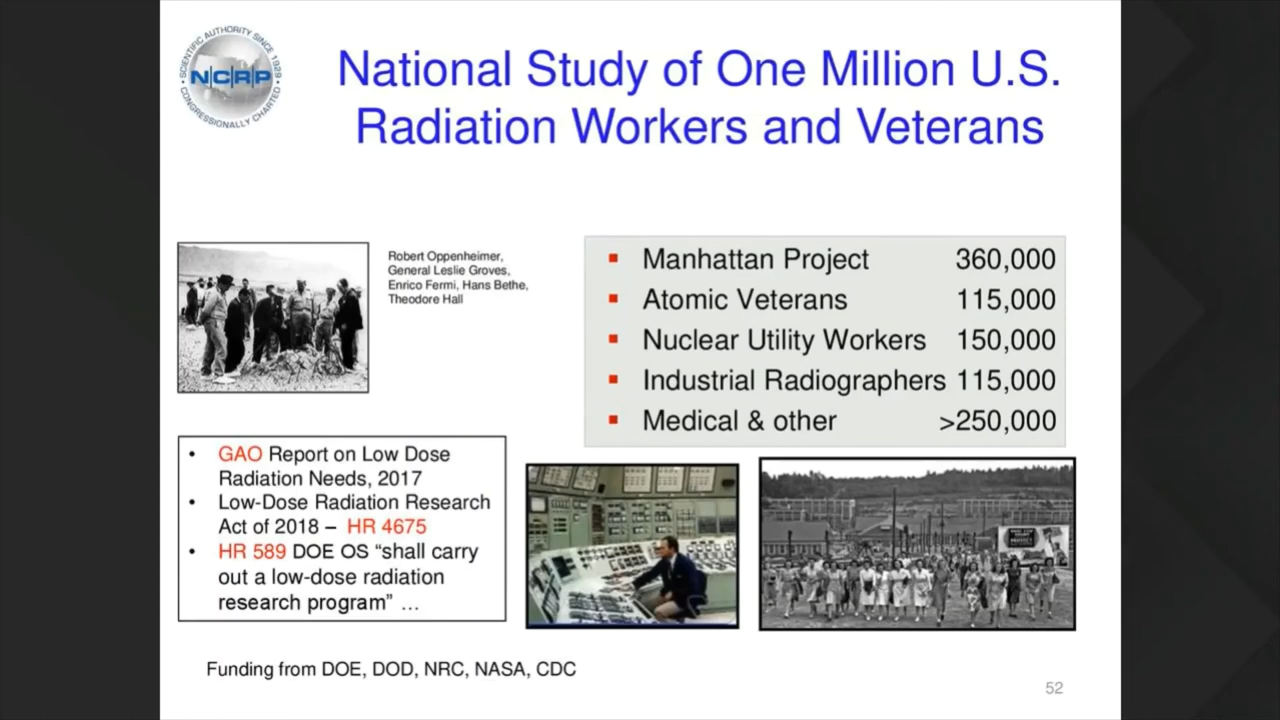 SCIENTIFIC AUTHORITY SINCE 1929
NCRP
CONGRESSIONALLY CHARTED
National Study of One Million U.S.
Radiation Workers and Veterans
Robert Oppenheimer,
General Leslie Groves,
Enrico Fermi, Hans Bethe,
Theodore Hall
▪ Manhattan Project 360,000
▪ Atomic Veterans 115,000
▪ Nuclear Utility Workers 150,000
▪ Industrial Radiographers 115,000
▪ Medical & other >250,000
• GAO Report on Low Dose
Radiation Needs, 2017
• Low-Dose Radiation Research
Act of 2018 – HR 4675
• HR 589 DOE OS “shall carry
out a low-dose radiation
research program” …
Funding from DOE, DOD, NRC, NASA, CDC
52